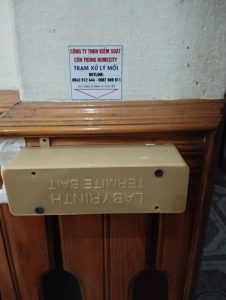 CÔNG TY TNHH KIỂM SOÁT
CÔN TRÙNG HOMECITY
TRẠM XỬ LÝ MỐI
HOTLINE:
LABYRINTH
TERMITE BAIT